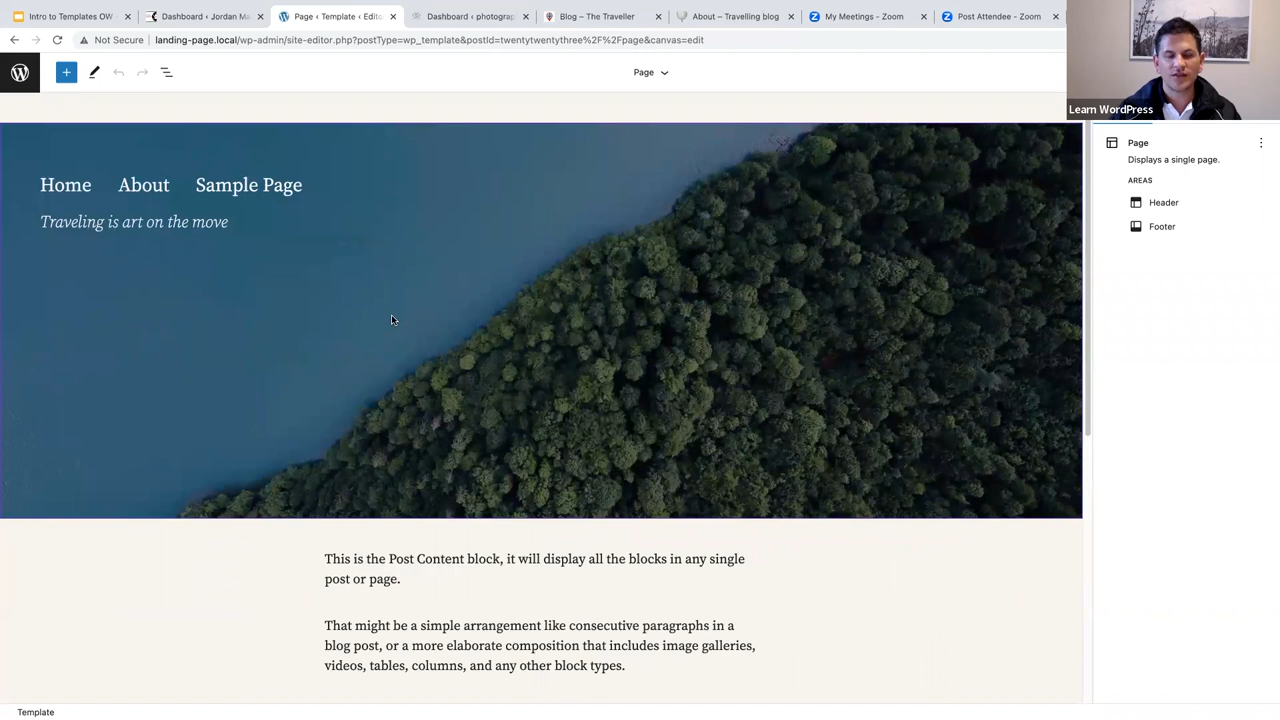 Intro to Templates OW
Dashboard ‹ Jordan Ma
Page ‹ Template ‹ Edito
Dashboard ‹ photograp
Blog – The Traveller
About – Travelling blog
My Meetings - Zoom
Post Attendee - Zoom
Not Secure
landing-page.local/wp-admin/site-editor.php?postType=wp_template&postId=twentytwentythree%2F%2Fpage&canvas=edit
Page
Learn WordPress
Home About Sample Page
Traveling is art on the move
Page
Displays a single page.
AREAS
Header
Footer
This is the Post Content block, it will display all the blocks in any single
post or page.
That might be a simple arrangement like consecutive paragraphs in a
blog post, or a more elaborate composition that includes image galleries,
videos, tables, columns, and any other block types.
Template